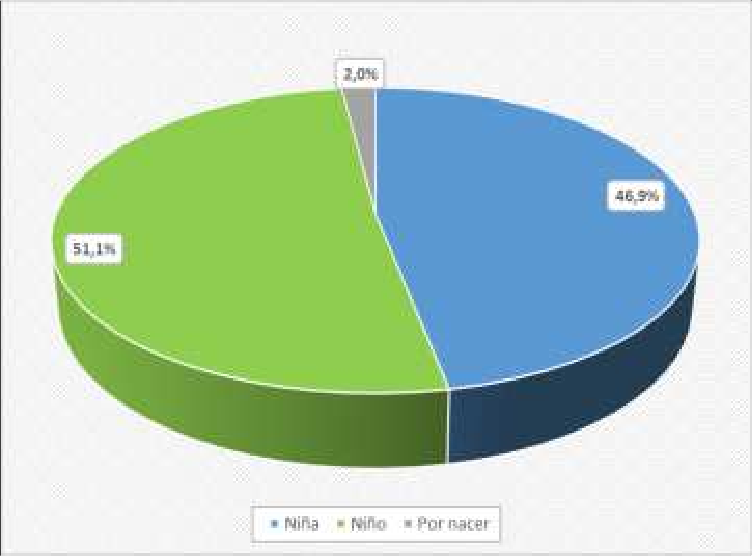 2,0%
46,9%
51,1%
Niña Niño Por nacer